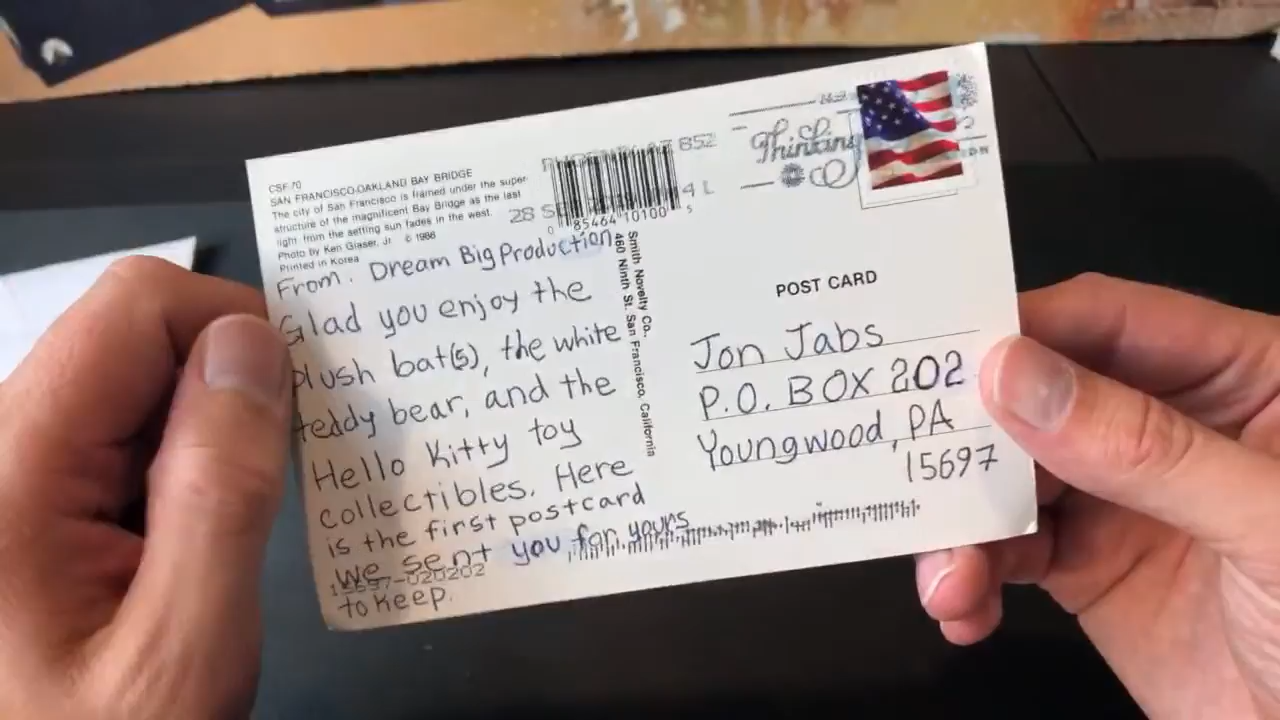 CSF 70
SAN FRANCISCO-OAKLAND BAY BRIDGE
The city of San Francisco is framed under the super-
structure of the magnificent Bay Bridge as the last
light from the setting sun fades in the west.
Photo by Ken Glaser, Jr. © 1986
Printed in Korea
From: Dream Big Production
Glad you enjoy the
plush bat(s), the white
teddy bear, and the
Hello Kitty toy
collectibles. Here
is the first postcard
we sent you for yours
to keep.
15697-020202
852
28 S
4 L
0 85464 10100 5
Smith Novelty Co.
460 Ninth St. San Francisco, California
Thinking
POST CARD
Jon Jabs
P.O. BOX 202
Youngwood, PA
15697